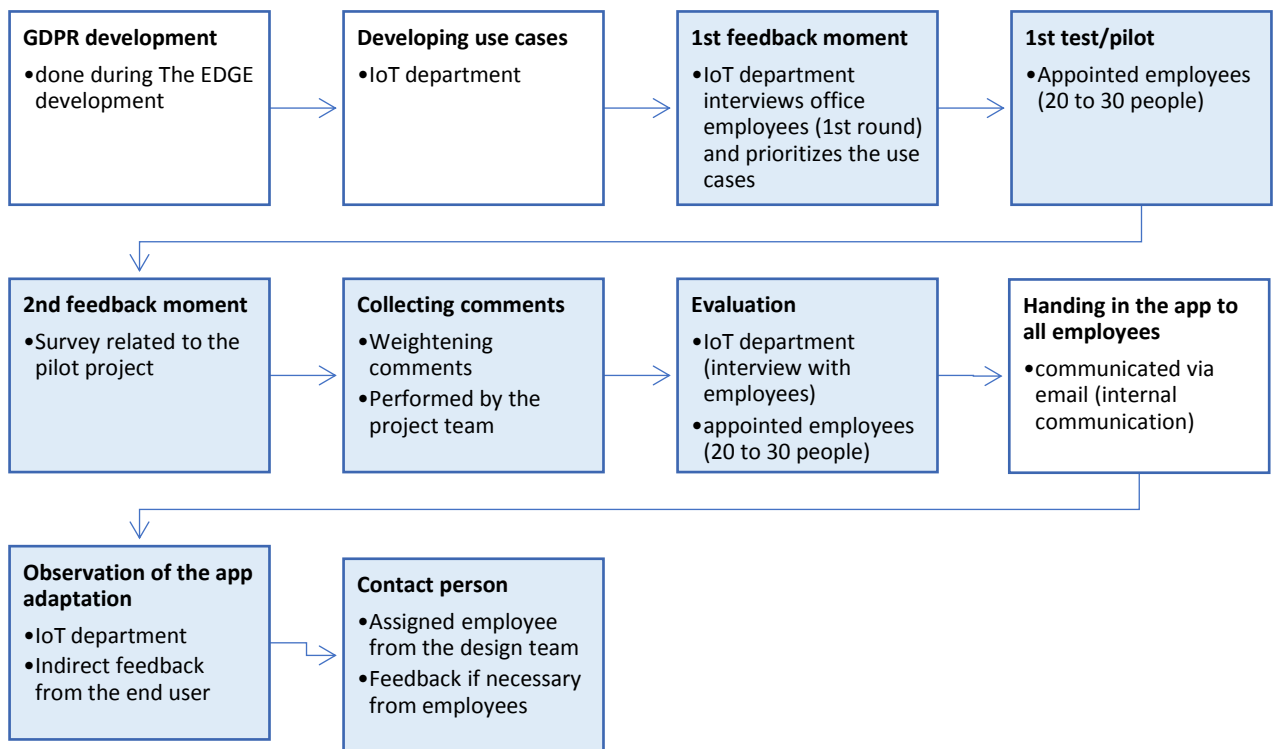 GDPR development
•done during The EDGE
development
Developing use cases
•IoT department
1st feedback moment
•IoT department
interviews office
employees (1st round)
and prioritizes the use
cases
1st test/pilot
•Appointed employees
(20 to 30 people)
2nd feedback moment
•Survey related to the
pilot project
Collecting comments
•Weightening
comments
•Performed by the
project team
Evaluation
•IoT department
(interview with
employees)
•appointed employees
(20 to 30 people)
Handing in the app to
all employees
•communicated via
email (internal
communication)
Observation of the app
adaptation
•IoT department
•Indirect feedback
from the end user
Contact person
•Assigned employee
from the design team
•Feedback if necessary
from employees